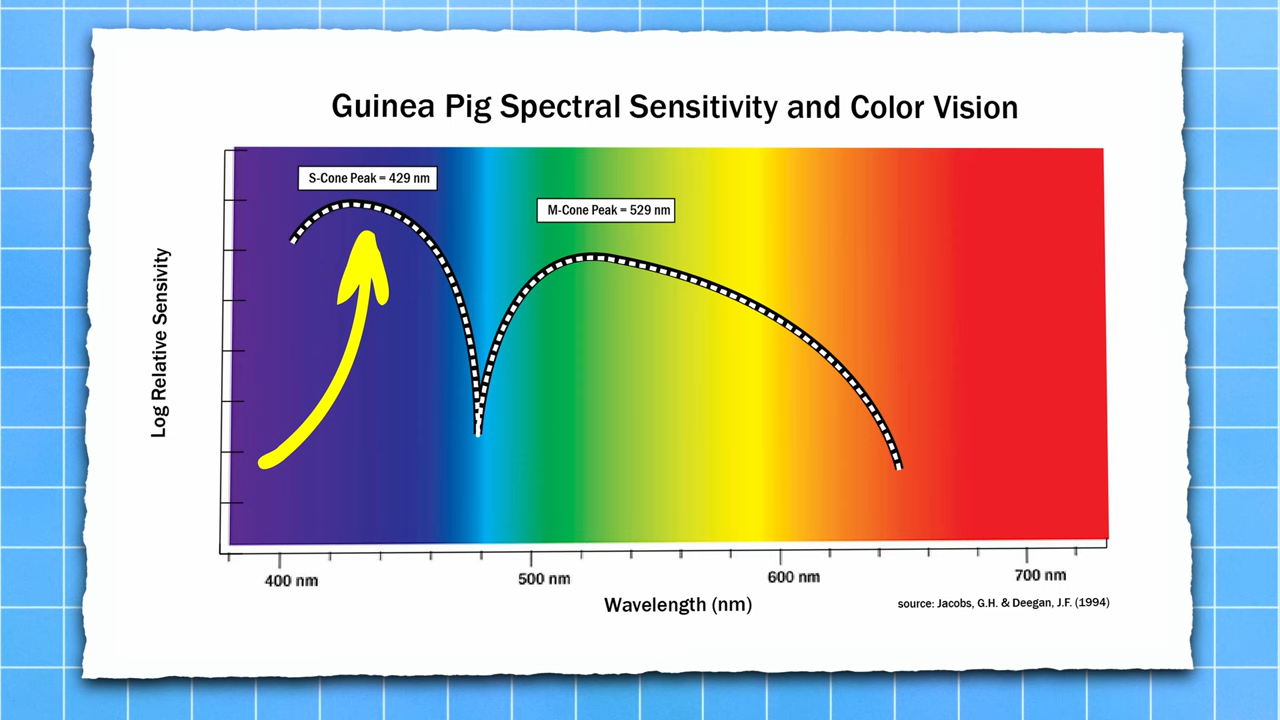 Guinea Pig Spectral Sensitivity and Color Vision
S-Cone Peak = 429 nm
M-Cone Peak = 529 nm
Log Relative Sensivity
400 nm
500 nm
600 nm
700 nm
Wavelength (nm)
source: Jacobs, G.H. & Deegan, J.F. (1994)